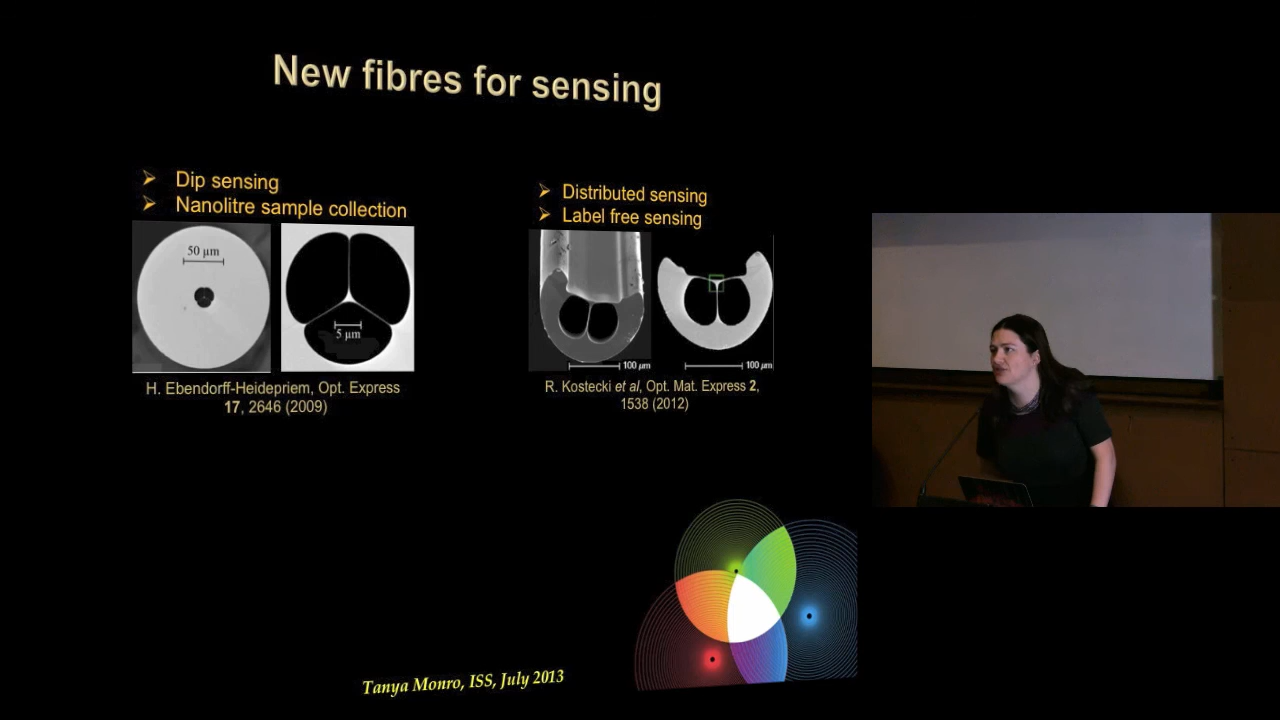 New fibres for sensing
Dip sensing
Nanolitre sample collection
50 µm
5 µm
H. Ebendorff-Heidepriem, Opt. Express
17, 2646 (2009)
Distributed sensing
Label free sensing
100 µm
100 µm
R. Kostecki et al, Opt. Mat. Express 2,
1538 (2012)
Tanya Monro, ISS, July 2013